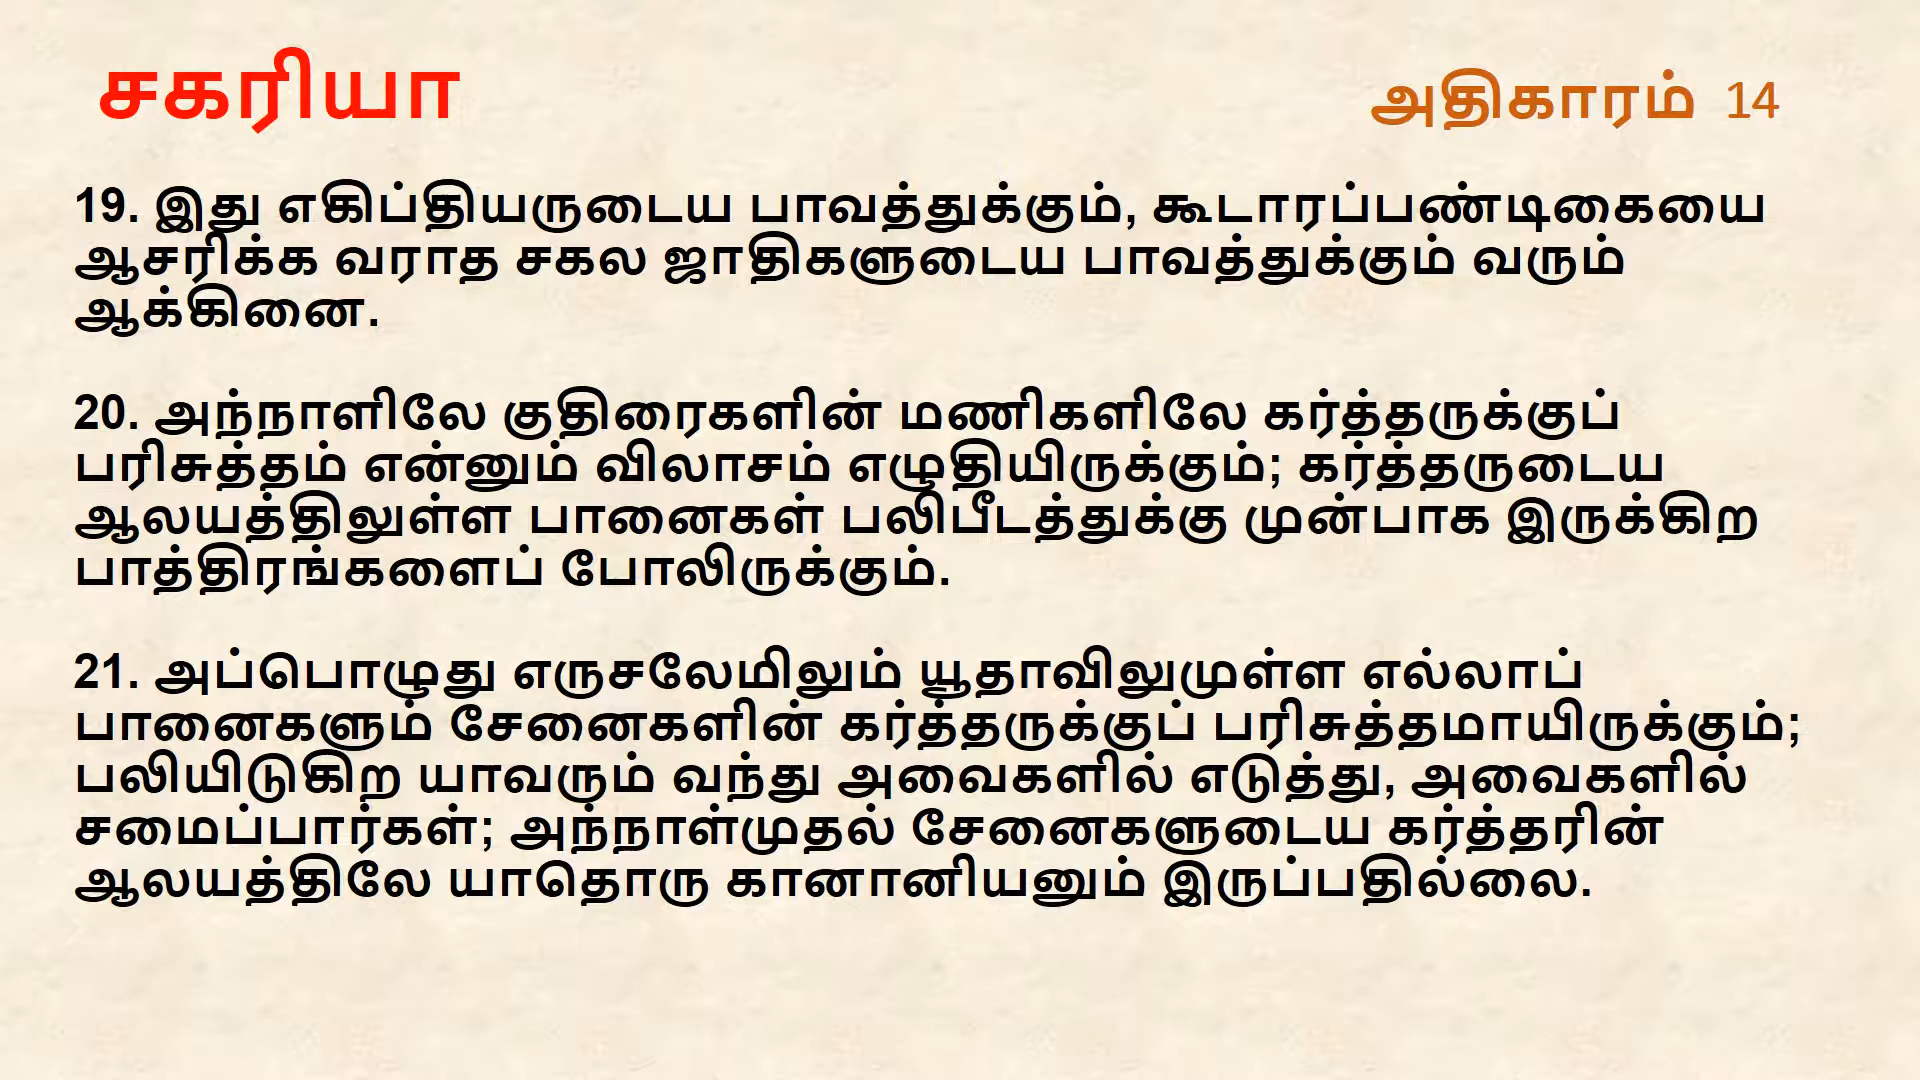 சகரியா
அதிகாரம் 14
19. இது எகிப்தியருடைய பாவத்துக்கும், கூடாரப்பண்டிகையை
ஆசரிக்க வராத சகல ஜாதிகளுடைய பாவத்துக்கும் வரும்
ஆக்கினை.
20. அந்நாளிலே குதிரைகளின் மணிகளிலே கர்த்தருக்குப்
பரிசுத்தம் என்னும் விலாசம் எழுதியிருக்கும்; கர்த்தருடைய
ஆலயத்திலுள்ள பானைகள் பலிபீடத்துக்கு முன்பாக இருக்கிற
பாத்திரங்களைப் போலிருக்கும்.
21. அப்பொழுது எருசலேமிலும் யூதாவிலுமுள்ள எல்லாப்
பானைகளும் சேனைகளின் கர்த்தருக்குப் பரிசுத்தமாயிருக்கும்;
பலியிடுகிற யாவரும் வந்து அவைகளில் எடுத்து, அவைகளில்
சமைப்பார்கள்; அந்நாள்முதல் சேனைகளுடைய கர்த்தரின்
ஆலயத்திலே யாதொரு கானானியனும் இருப்பதில்லை.